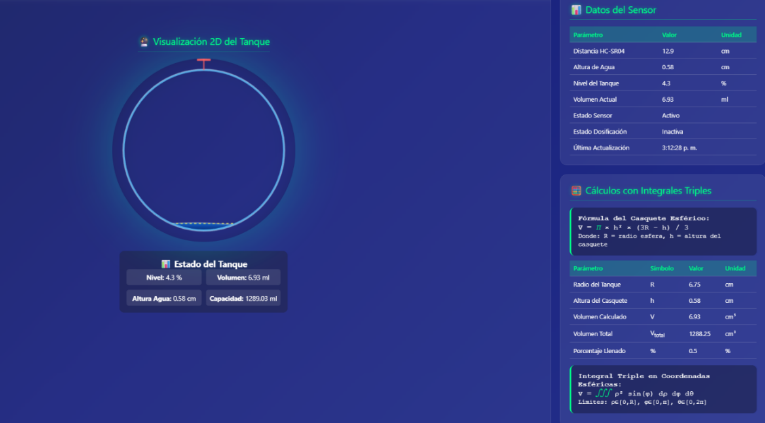 Visualización 2D del Tanque
Estado del Tanque
Nivel: 4.3 %
Volumen: 6.93 ml
Altura Agua: 0.58 cm
Capacidad: 1289.03 ml
Datos del Sensor
Parámetro Valor Unidad
Distancia HC-SR04 12.9 cm
Altura de Agua 0.58 cm
Nivel del Tanque 4.3 %
Volumen Actual 6.93 ml
Estado Sensor Activo
Estado Dosificación Inactiva
Última Actualización 3:12:28 p. m.
Cálculos con Integrales Triples
Fórmula del Casquete Esférico:
V = π × h² × (3R − h) / 3
Donde: R = radio esfera, h = altura del
casquete
Parámetro Símbolo Valor Unidad
Radio del Tanque R 6.75 cm
Altura del Casquete h 0.58 cm
Volumen Calculado V 6.93 cm³
Volumen Total Vtotal 1288.25 cm³
Porcentaje Llenado % 0.5 %
Integral Triple en Coordenadas
Esféricas:
V = ∭ ρ² sin(φ) dρ dφ dθ
Límites: ρ∈[0,R], φ∈[0,π], θ∈[0,2π]